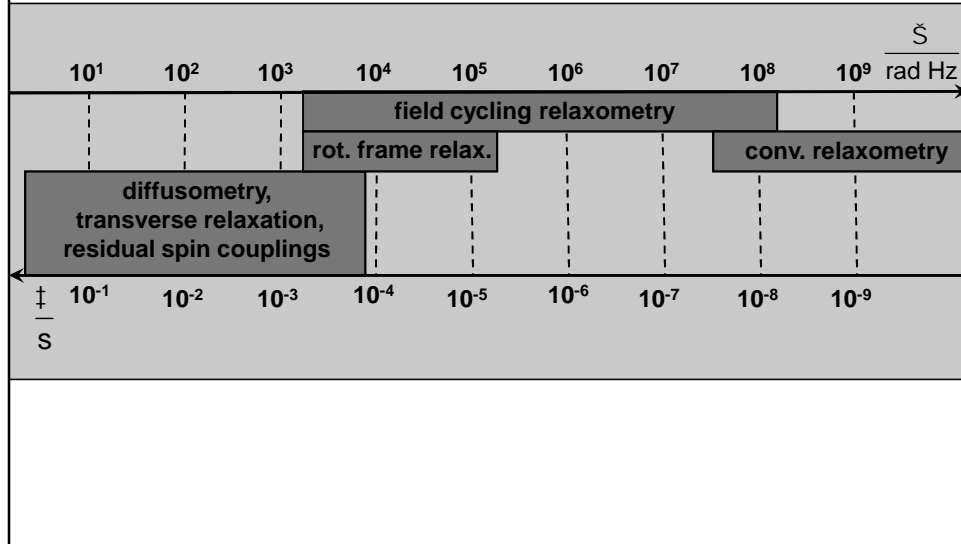 Š
10¹ 10² 10³ 10⁴ 10⁵ 10⁶ 10⁷ 10⁸ 10⁹ rad Hz
field cycling relaxometry
rot. frame relax. conv. relaxometry
diffusometry,
transverse relaxation,
residual spin couplings
‡ 10⁻¹ 10⁻² 10⁻³ 10⁻⁴ 10⁻⁵ 10⁻⁶ 10⁻⁷ 10⁻⁸ 10⁻⁹
s